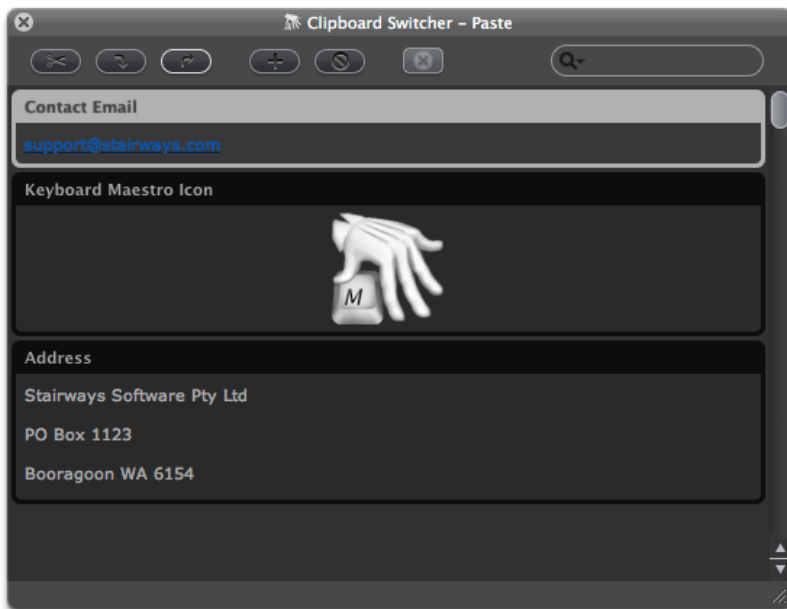 Clipboard Switcher – Paste
Contact Email
support@stairways.com
Keyboard Maestro Icon
M
Address
Stairways Software Pty Ltd
PO Box 1123
Booragoon WA 6154